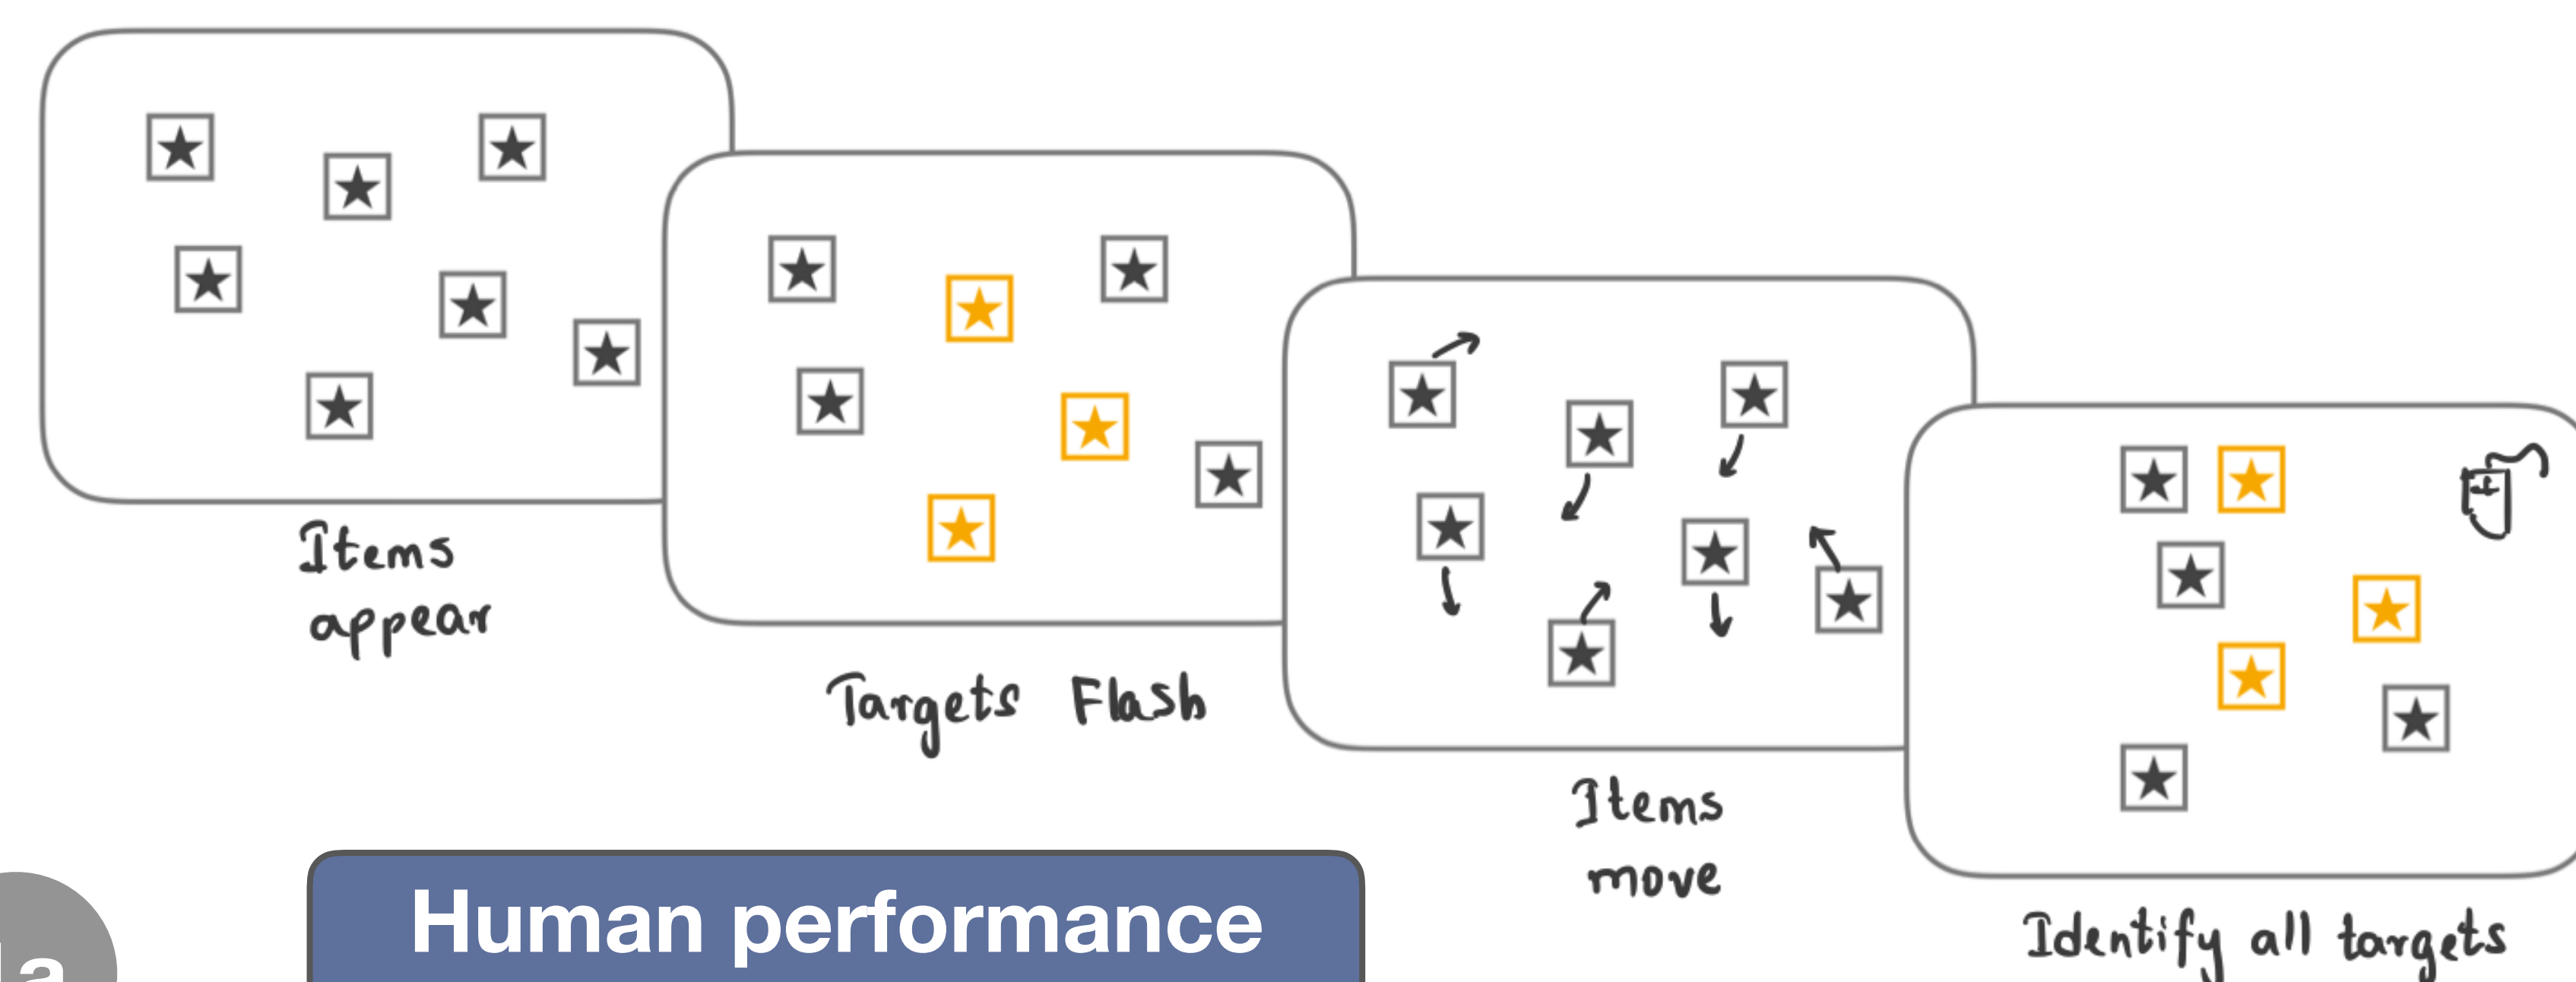 Items
appear
Targets Flash
Items
move
Identify all targets
a
Human performance